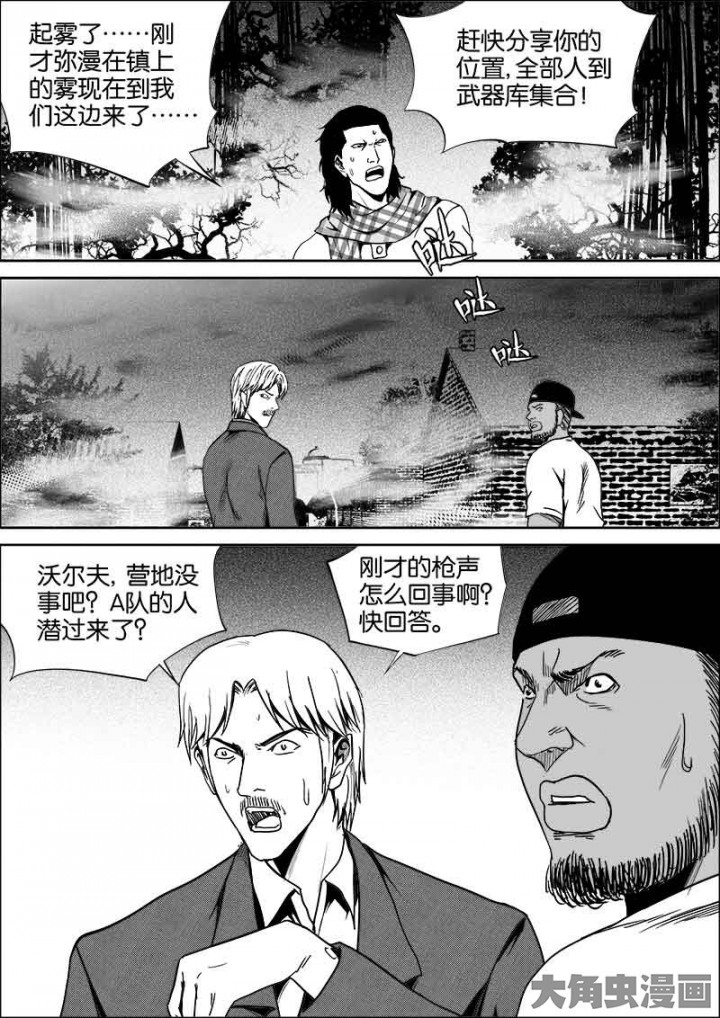 起雾了……刚
才弥漫在镇上
的雾现在到我
们这边来了……
赶快分享你的
位置,全部人到
武器库集合!
哒
哒
哒
沃尔夫,营地没
事吧?A队的人
潜过来了?
刚才的枪声
怎么回事啊?
快回答。
大角虫漫画